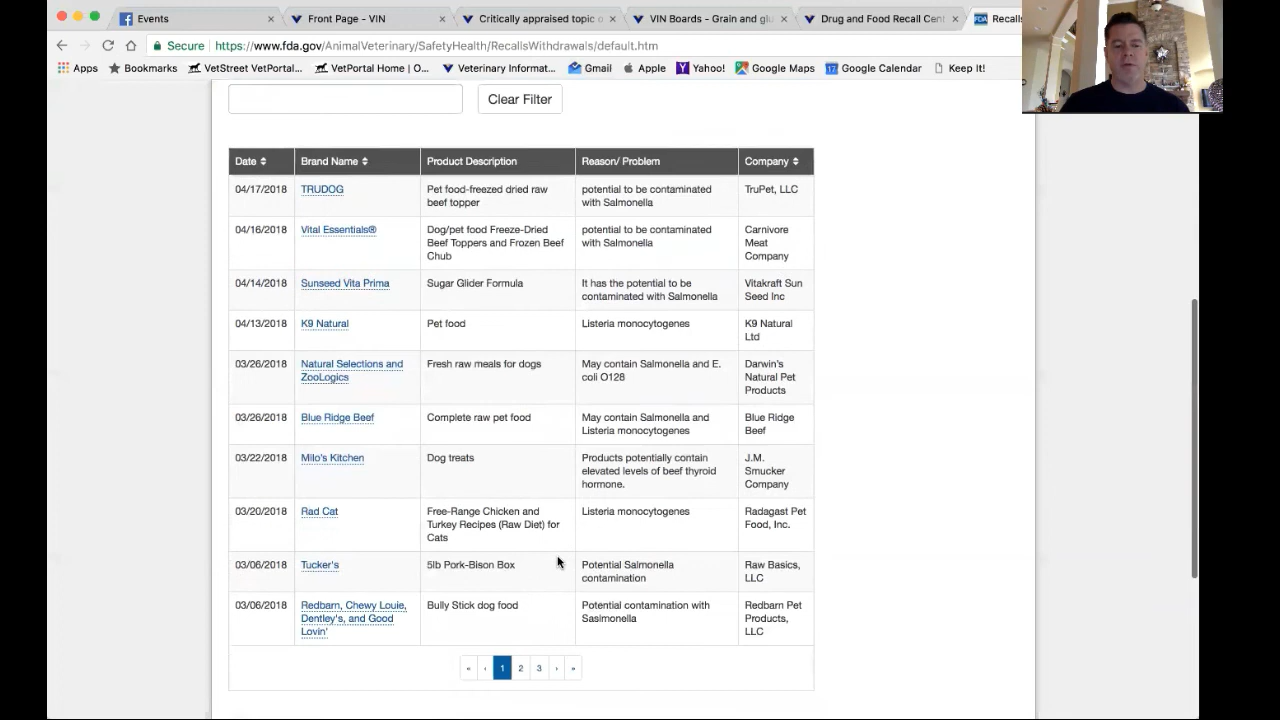 Events × Front Page - VIN × Critically appraised topic o × VIN Boards - Grain and glu × Drug and Food Recall Cent × FDA Recalls
Secure https://www.fda.gov/AnimalVeterinary/SafetyHealth/RecallsWithdrawals/default.htm
Apps Bookmarks VetStreet VetPortal... VetPortal Home | O... Veterinary Informat... Gmail Apple Yahoo! Google Maps 17 Google Calendar Keep It!
Clear Filter
Date Brand Name Product Description Reason/ Problem Company
04/17/2018 TRUDOG Pet food-freezed dried raw potential to be contaminated TruPet, LLC
beef topper with Salmonella
04/16/2018 Vital Essentials® Dog/pet food Freeze-Dried potential to be contaminated Carnivore
Beef Toppers and Frozen Beef with Salmonella Meat
Chub Company
04/14/2018 Sunseed Vita Prima Sugar Glider Formula It has the potential to be Vitakraft Sun
contaminated with Salmonella Seed Inc
04/13/2018 K9 Natural Pet food Listeria monocytogenes K9 Natural
Ltd
03/26/2018 Natural Selections and Fresh raw meals for dogs May contain Salmonella and E. Darwin's
ZooLogics coli O128 Natural Pet
Products
03/26/2018 Blue Ridge Beef Complete raw pet food May contain Salmonella and Blue Ridge
Listeria monocytogenes Beef
03/22/2018 Milo's Kitchen Dog treats Products potentially contain J.M.
elevated levels of beef thyroid Smucker
hormone. Company
03/20/2018 Rad Cat Free-Range Chicken and Listeria monocytogenes Radagast Pet
Turkey Recipes (Raw Diet) for Food, Inc.
Cats
03/06/2018 Tucker's 5lb Pork-Bison Box Potential Salmonella Raw Basics,
contamination LLC
03/06/2018 Redbarn, Chewy Louie, Bully Stick dog food Potential contamination with Redbarn Pet
Dentley's, and Good Saslmonella Products,
Lovin' LLC
« ‹ 1 2 3 › »